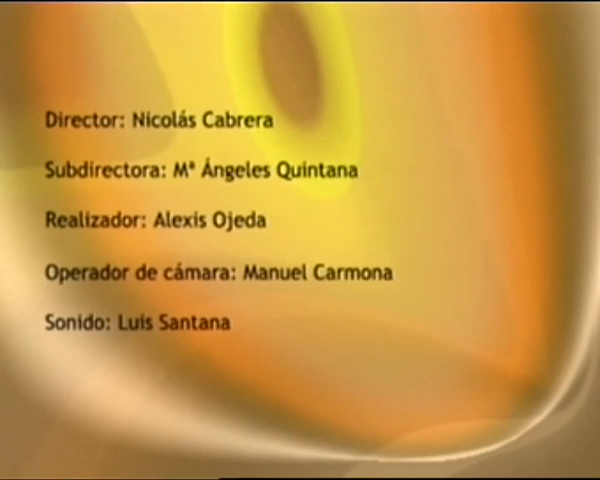 Director: Nicolás Cabrera
Subdirectora: Mª Ángeles Quintana
Realizador: Alexis Ojeda
Operador de cámara: Manuel Carmona
Sonido: Luis Santana